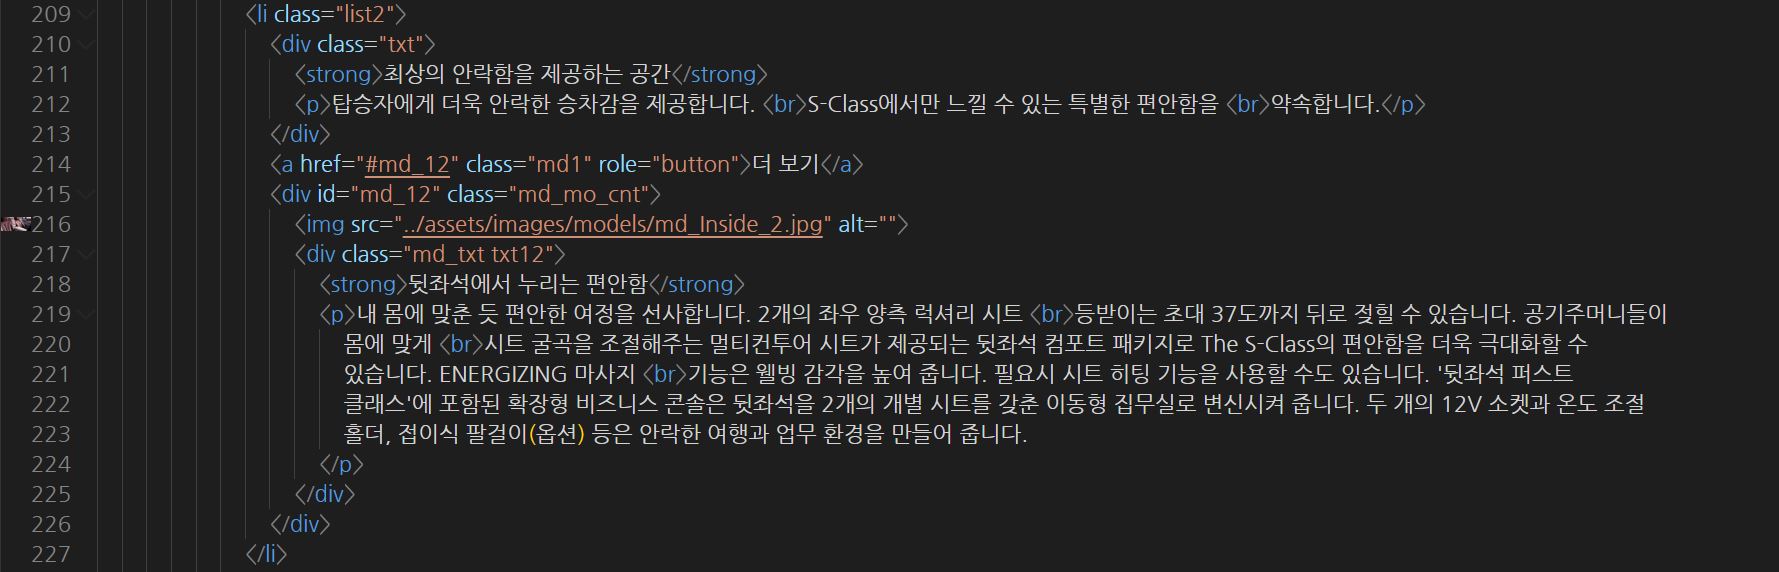 209 <li class="list2">
210 <div class="txt">
211 <strong>최상의 안락함을 제공하는 공간</strong>
212 <p>탑승자에게 더욱 안락한 승차감을 제공합니다. <br>S-Class에서만 느낄 수 있는 특별한 편안함을 <br>약속합니다.</p>
213 </div>
214 <a href="#md_12" class="md1" role="button">더 보기</a>
215 <div id="md_12" class="md_mo_cnt">
216 <img src="../assets/images/models/md_Inside_2.jpg" alt="">
217 <div class="md_txt txt12">
218 <strong>뒷좌석에서 누리는 편안함</strong>
219 <p>내 몸에 맞춘 듯 편안한 여정을 선사합니다. 2개의 좌우 양측 럭셔리 시트 <br>등받이는 초대 37도까지 뒤로 젖힐 수 있습니다. 공기주머니들이
220 몸에 맞게 <br>시트 굴곡을 조절해주는 멀티컨투어 시트가 제공되는 뒷좌석 컴포트 패키지로 The S-Class의 편안함을 더욱 극대화할 수
221 있습니다. ENERGIZING 마사지 <br>기능은 웰빙 감각을 높여 줍니다. 필요시 시트 히팅 기능을 사용할 수도 있습니다. '뒷좌석 퍼스트
222 클래스'에 포함된 확장형 비즈니스 콘솔은 뒷좌석을 2개의 개별 시트를 갖춘 이동형 집무실로 변신시켜 줍니다. 두 개의 12V 소켓과 온도 조절
223 홀더, 접이식 팔걸이(옵션) 등은 안락한 여행과 업무 환경을 만들어 줍니다.
224 </p>
225 </div>
226 </div>
227 </li>